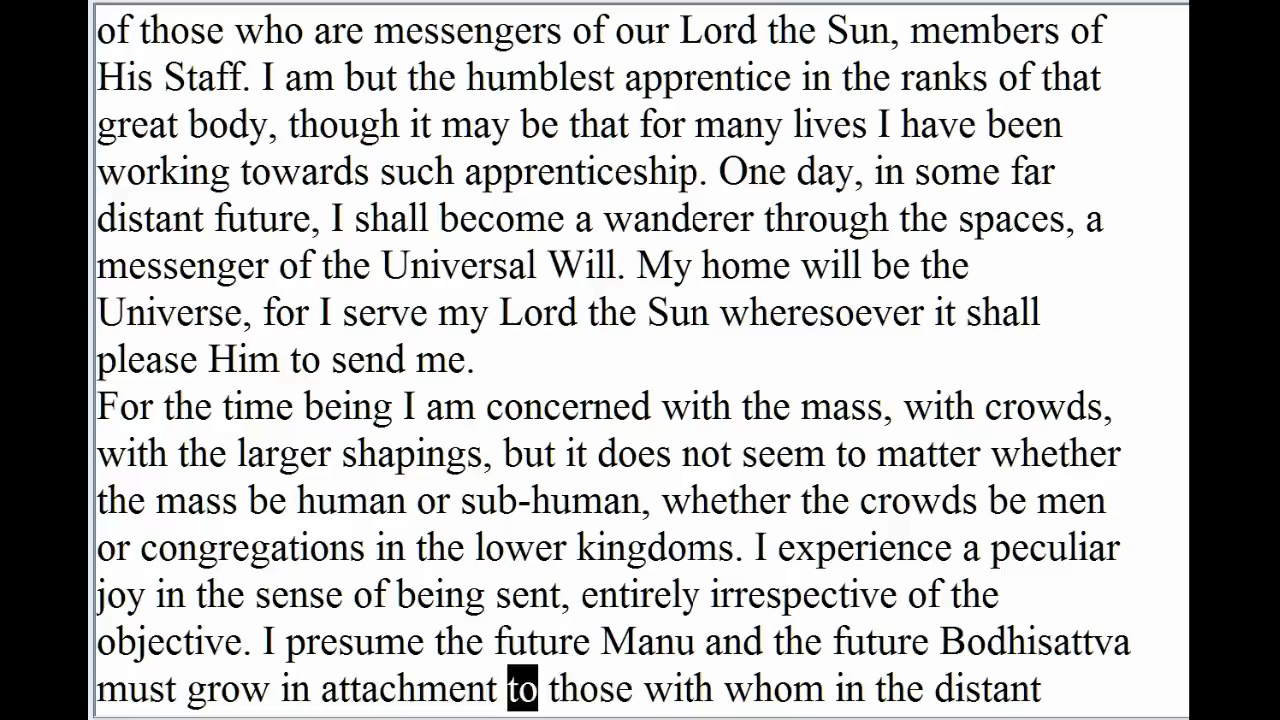 of those who are messengers of our Lord the Sun, members of
His Staff. I am but the humblest apprentice in the ranks of that
great body, though it may be that for many lives I have been
working towards such apprenticeship. One day, in some far
distant future, I shall become a wanderer through the spaces, a
messenger of the Universal Will. My home will be the
Universe, for I serve my Lord the Sun wheresoever it shall
please Him to send me.
For the time being I am concerned with the mass, with crowds,
with the larger shapings, but it does not seem to matter whether
the mass be human or sub-human, whether the crowds be men
or congregations in the lower kingdoms. I experience a peculiar
joy in the sense of being sent, entirely irrespective of the
objective. I presume the future Manu and the future Bodhisattva
must grow in attachment to those with whom in the distant